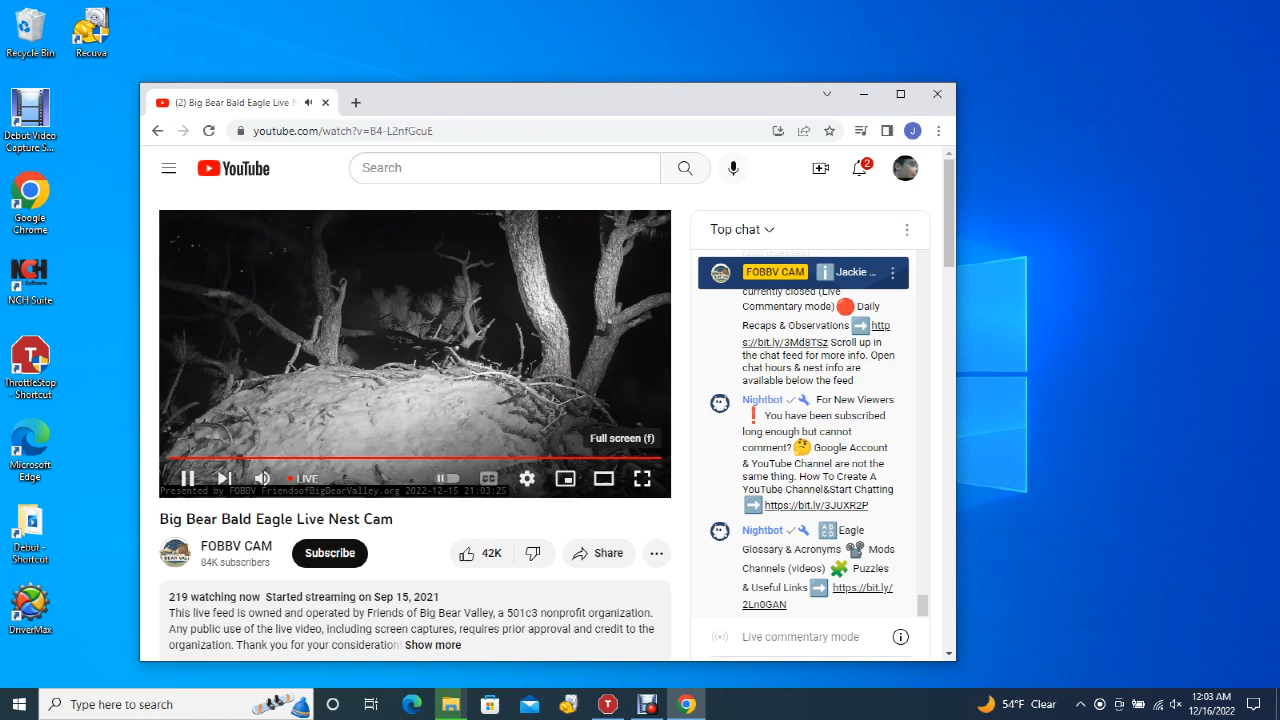 Recycle Bin
Recuva
Debut Video
Capture S...
Google
Chrome
NCH
NCH Suite
ThrottleStop
- Shortcut
Microsoft
Edge
Debut -
Shortcut
DriverMax
(2) Big Bear Bald Eagle Live N
youtube.com/watch?v=B4-L2nfGcuE
J
YouTube
Search
2
Full screen (f)
LIVE
Presented by FOBBV FriendsofBigBearValley.org 2022-12-15 21:03:25
Big Bear Bald Eagle Live Nest Cam
FOBBV CAM
84K subscribers
Subscribe
42K
Share
219 watching now Started streaming on Sep 15, 2021
This live feed is owned and operated by Friends of Big Bear Valley, a 501c3 nonprofit organization.
Any public use of the live video, including screen captures, requires prior approval and credit to the
organization. Thank you for your consideration! Show more
Top chat
FOBBV CAM Jackie ...
currently closed (Live
Commentary mode) Daily
Recaps & Observations http
s://bit.ly/3Md8TSz Scroll up in
the chat feed for more info. Open
chat hours & nest info are
available below the feed
Nightbot For New Viewers
You have been subscribed
long enough but cannot
comment? Google Account
& YouTube Channel are not the
same thing. How To Create A
YouTube Channel&Start Chatting
https://bit.ly/3JUXR2P
Nightbot Eagle
Glossary & Acronyms Mods
Channels (videos) Puzzles
& Useful Links https://bit.ly/
2Ln0GAN
Live commentary mode
Type here to search
54°F Clear
12:03 AM
12/16/2022